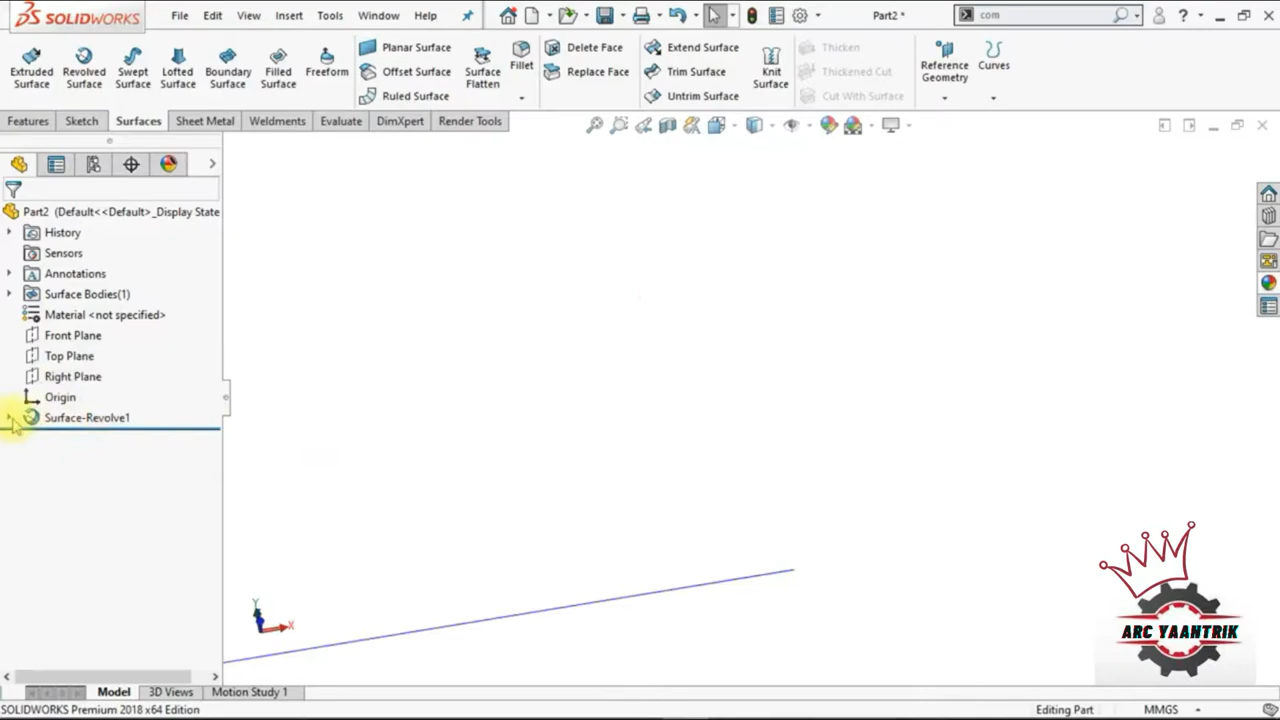 SOLIDWORKS
File Edit View Insert Tools Window Help
Part2 *
com
?
Extruded Surface
Revolved Surface
Swept Surface
Lofted Surface
Boundary Surface
Filled Surface
Freeform
Planar Surface
Offset Surface
Ruled Surface
Surface Flatten
Fillet
Delete Face
Replace Face
Extend Surface
Trim Surface
Untrim Surface
Knit Surface
Thicken
Thickened Cut
Cut With Surface
Reference Geometry
Curves
Features Sketch Surfaces Sheet Metal Weldments Evaluate DimXpert Render Tools
Part2 (Default<<Default>_Display State
History
Sensors
Annotations
Surface Bodies(1)
Material <not specified>
Front Plane
Top Plane
Right Plane
Origin
Surface-Revolve1
Y
X
ARC YAANTRIK
Model 3D Views Motion Study 1
SOLIDWORKS Premium 2018 x64 Edition
Editing Part
MMGS